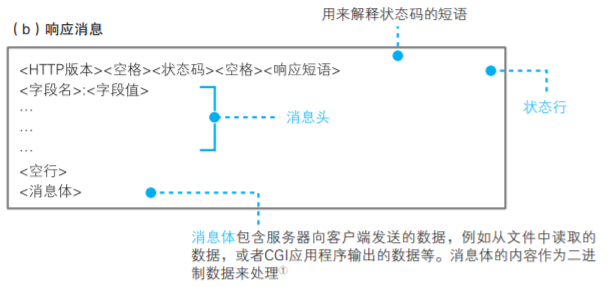 (b)响应消息
用来解释状态码的短语
<HTTP版本><空格><状态码><空格><响应短语>
<字段名>:<字段值>
…
…
…
消息头
状态行
<空行>
<消息体>
消息体包含服务器向客户端发送的数据，例如从文件中读取的
数据，或者CGI应用程序输出的数据等。消息体的内容作为二进
制数据来处理①